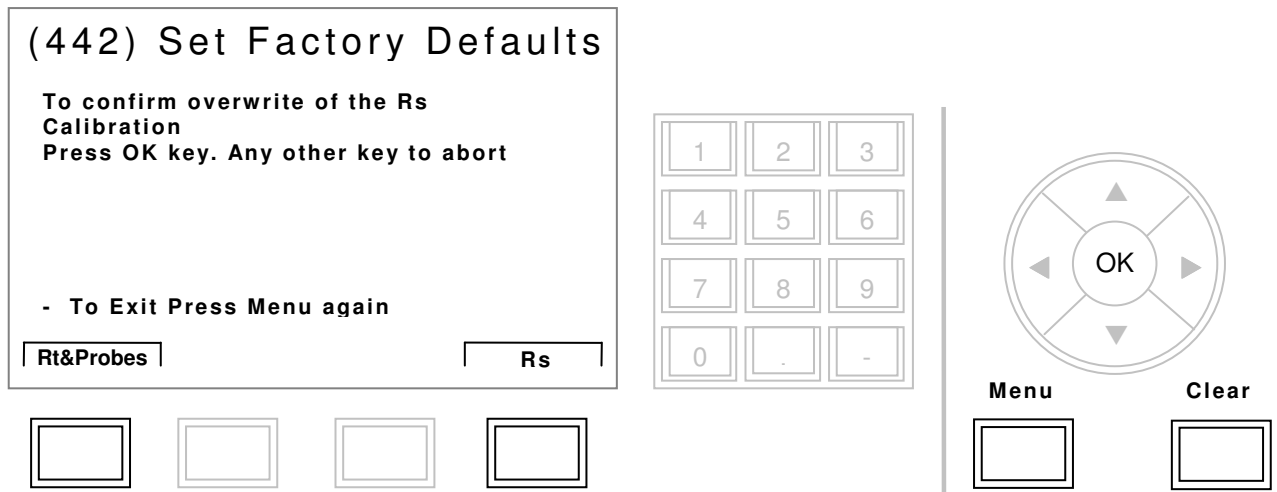 (442) Set Factory Defaults
To confirm overwrite of the Rs
Calibration
Press OK key. Any other key to abort
- To Exit Press Menu again
Rt&Probes
Rs
1 2 3
4 5 6
7 8 9
0 . -
OK
Menu
Clear